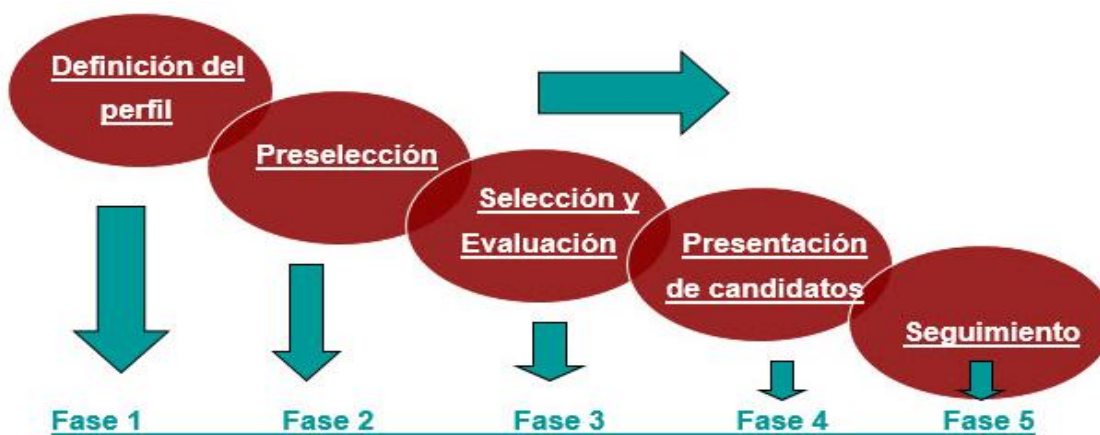 Definición del
perfil
Preselección
Selección y
Evaluación
Presentación
de candidatos
Seguimiento
Fase 1 Fase 2 Fase 3 Fase 4 Fase 5